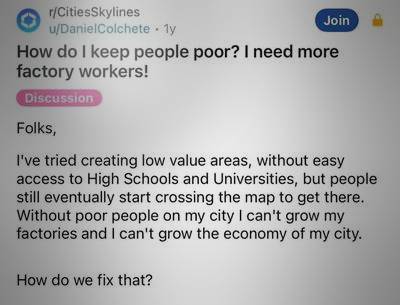 r/CitiesSkylines
u/DanielColchete • 1y
Join
How do I keep people poor? I need more
factory workers!
Discussion
Folks,
I've tried creating low value areas, without easy
access to High Schools and Universities, but people
still eventually start crossing the map to get there.
Without poor people on my city I can't grow my
factories and I can't grow the economy of my city.
How do we fix that?